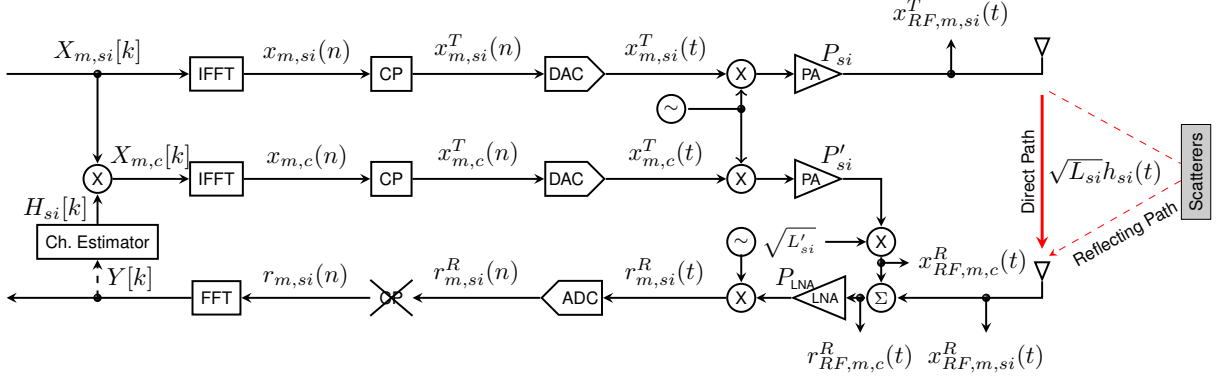 x^T_{RF,m,si}(t)
X_{m,si}[k]
x_{m,si}(n)
x^T_{m,si}(n)
x^T_{m,si}(t)
P_{si}
IFFT
CP
DAC
X
PA
~
X_{m,c}[k]
x_{m,c}(n)
x^T_{m,c}(n)
x^T_{m,c}(t)
P'_{si}
X
IFFT
CP
DAC
X
PA
Direct Path
√L_{si}h_{si}(t)
Scatterers
H_{si}[k]
Ch. Estimator
~
√L'_{si}
X
Reflecting Path
Y[k]
r_{m,si}(n)
r^R_{m,si}(n)
r^R_{m,si}(t)
P_{LNA}
x^R_{RF,m,c}(t)
FFT
CP
ADC
X
LNA
Σ
r^R_{RF,m,c}(t)
x^R_{RF,m,si}(t)